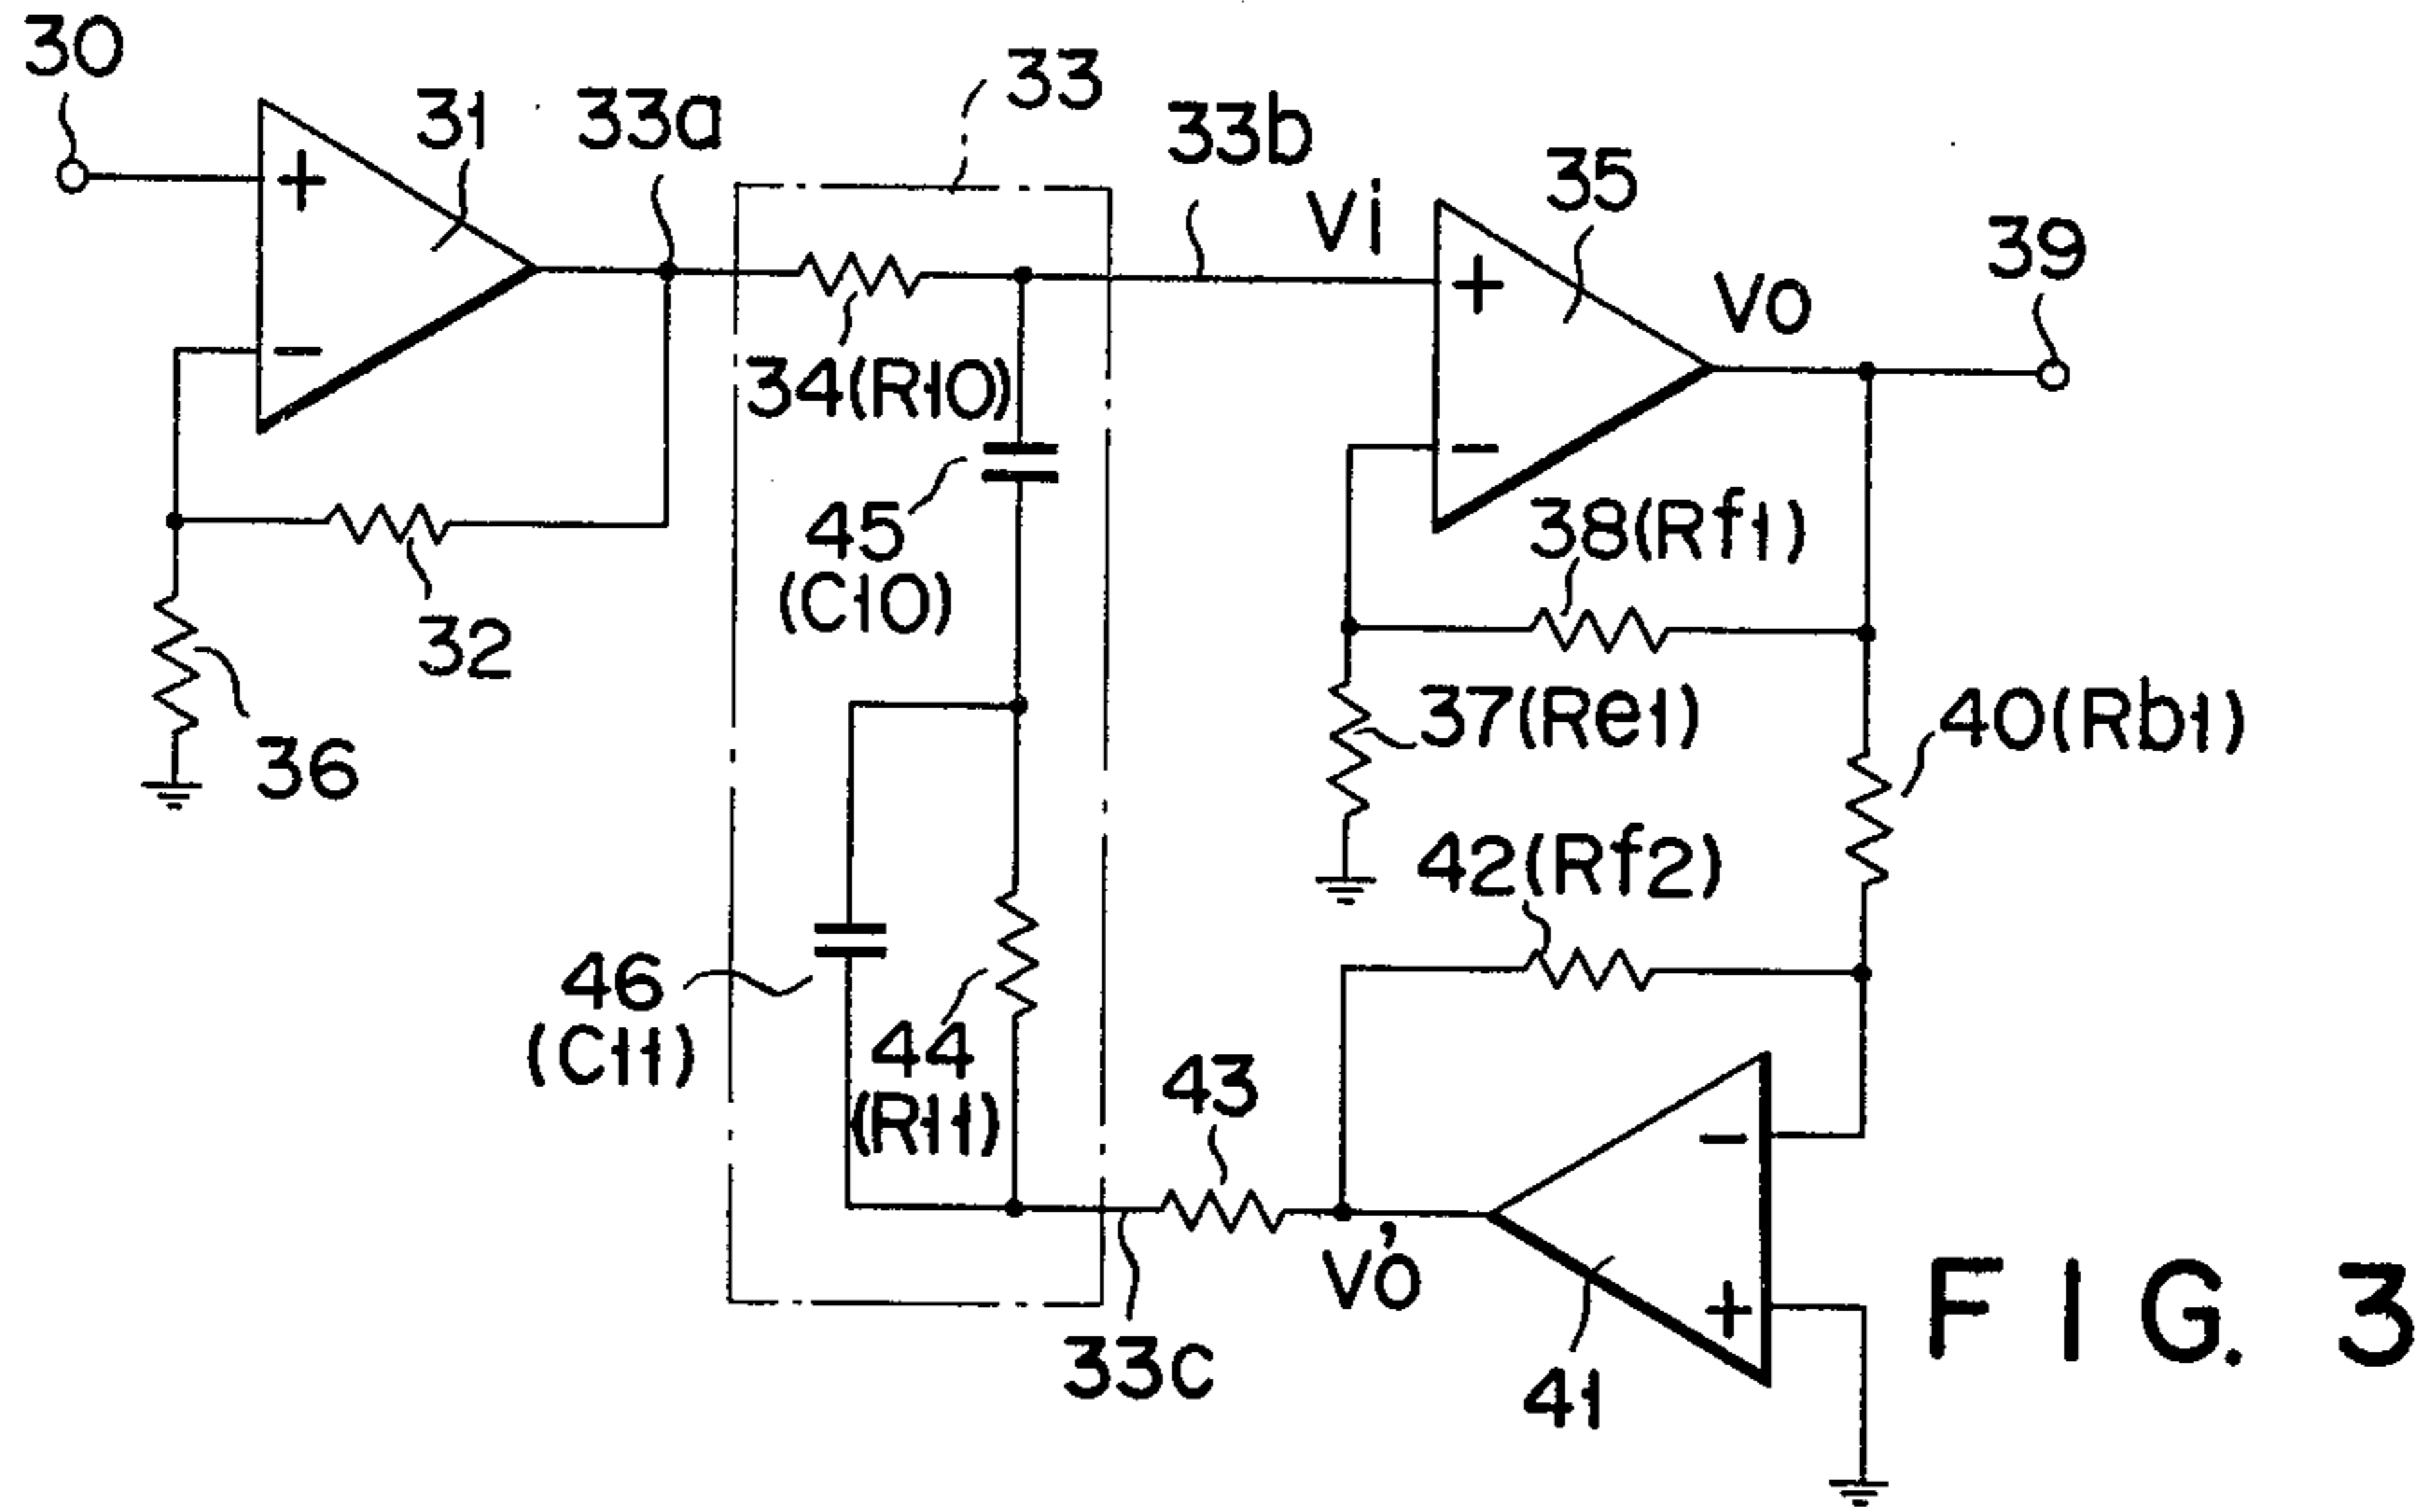 30
31
33a
33
33b
Vi
35
Vo
39
+
-
+
-
34(R10)
45
(C10)
32
36
38(Rf1)
37(Re1)
40(Rb1)
42(Rf2)
46
(C11)
44
(R11)
43
-
+
Vo'
33c
41
FIG. 3